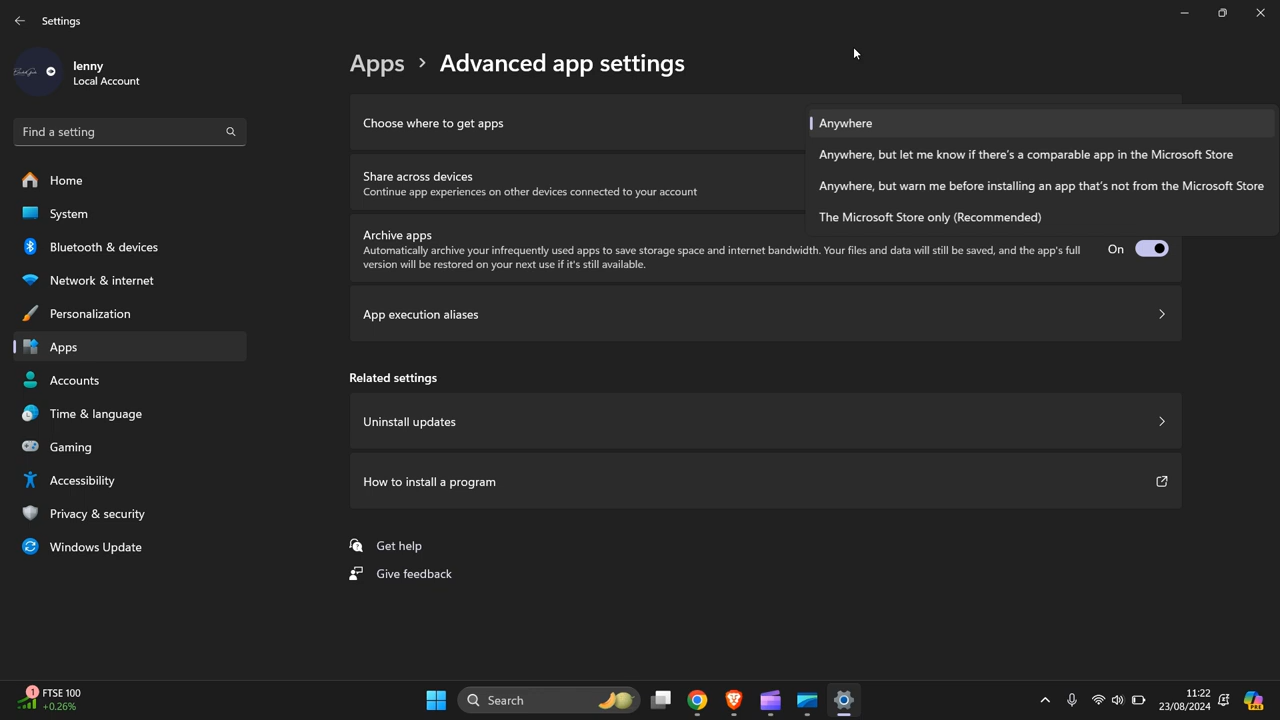 Settings
lenny
Local Account
Find a setting
Home
System
Bluetooth & devices
Network & internet
Personalization
Apps
Accounts
Time & language
Gaming
Accessibility
Privacy & security
Windows Update
Apps > Advanced app settings
Choose where to get apps
Anywhere
Anywhere, but let me know if there's a comparable app in the Microsoft Store
Anywhere, but warn me before installing an app that's not from the Microsoft Store
The Microsoft Store only (Recommended)
Share across devices
Continue app experiences on other devices connected to your account
Archive apps
Automatically archive your infrequently used apps to save storage space and internet bandwidth. Your files and data will still be saved, and the app's full
version will be restored on your next use if it's still available.
On
App execution aliases
Related settings
Uninstall updates
How to install a program
Get help
Give feedback
1
FTSE 100
+0.26%
Search
11:22
23/08/2024
PRE